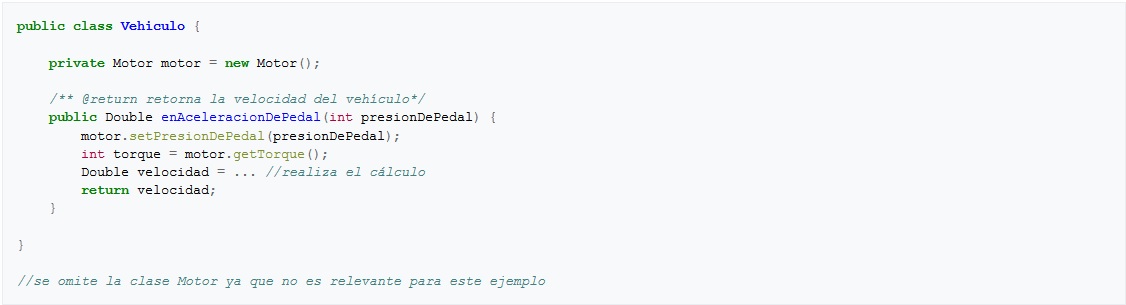 public class Vehiculo {
private Motor motor = new Motor();
/** @return retorna la velocidad del vehículo*/
public Double enAceleracionDePedal(int presionDePedal) {
motor.setPresionDePedal(presionDePedal);
int torque = motor.getTorque();
Double velocidad = ... //realiza el cálculo
return velocidad;
}
}
//se omite la clase Motor ya que no es relevante para este ejemplo